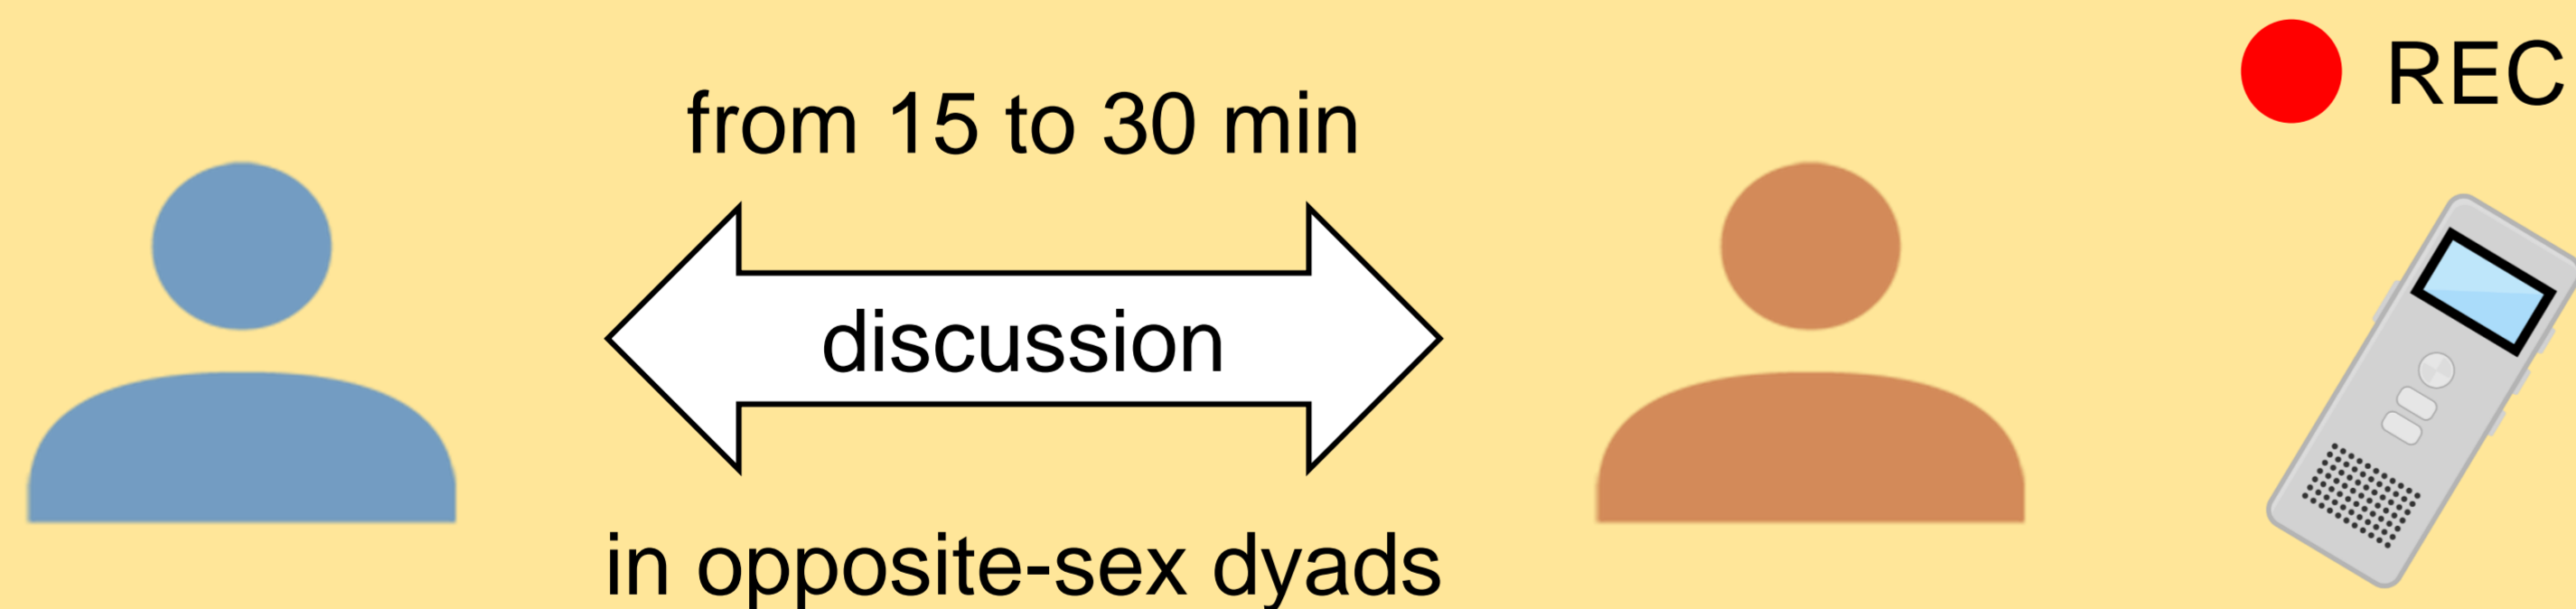 from 15 to 30 min
REC
discussion
in opposite-sex dyads